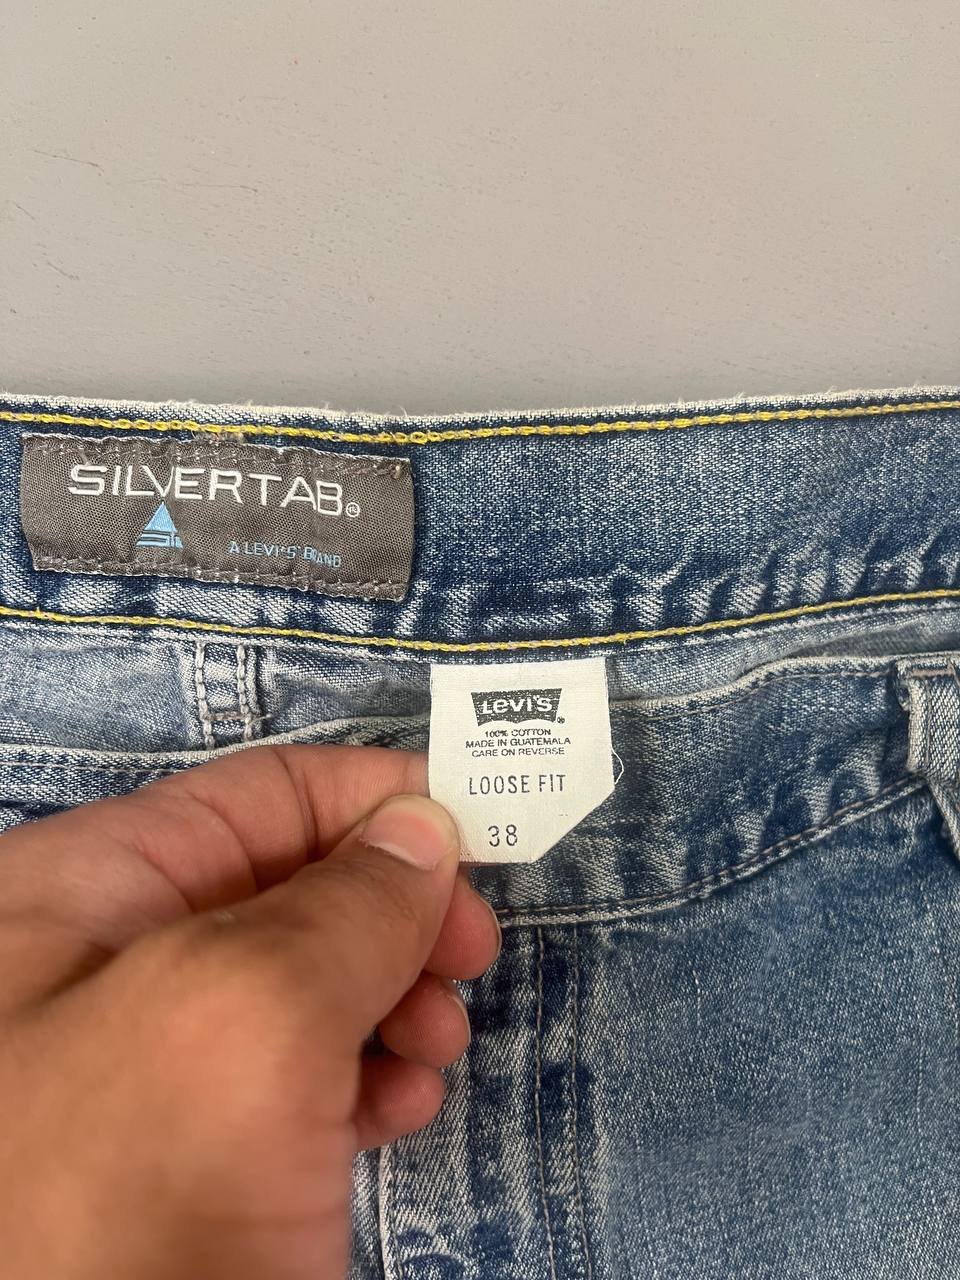 SILVERTAB®
A LEVI'S® BRAND
LEVI'S®
100% COTTON
MADE IN GUATEMALA
CARE ON REVERSE
LOOSE FIT
38